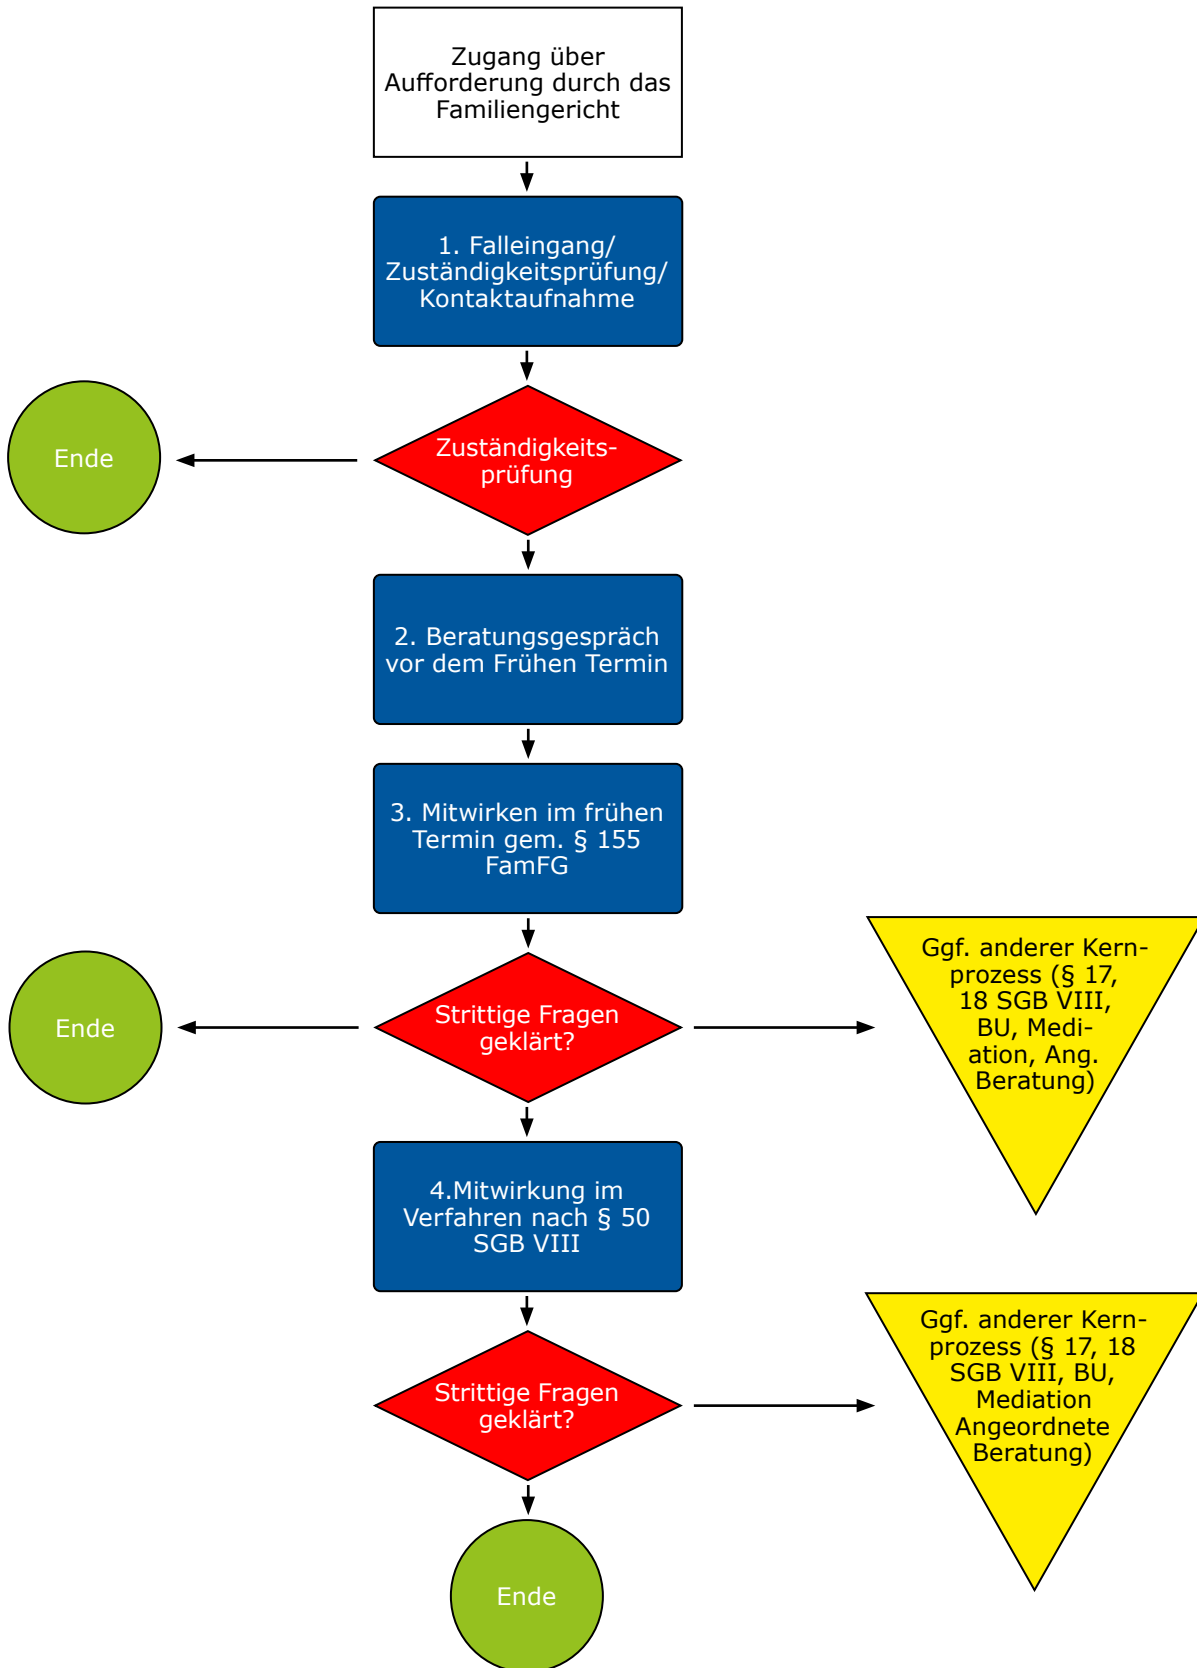 Zugang über
Aufforderung durch das
Familiengericht
1. Falleingang/
Zuständigkeitsprüfung/
Kontaktaufnahme
Ende
Zuständigkeits-
prüfung
2. Beratungsgespräch
vor dem Frühen Termin
3. Mitwirken im frühen
Termin gem. § 155
FamFG
Ende
Strittige Fragen
geklärt?
Ggf. anderer Kern-
prozess (§ 17,
18 SGB VIII,
BU, Medi-
ation, Ang.
Beratung)
4.Mitwirkung im
Verfahren nach § 50
SGB VIII
Strittige Fragen
geklärt?
Ggf. anderer Kern-
prozess (§ 17, 18
SGB VIII, BU,
Mediation
Angeordnete
Beratung)
Ende